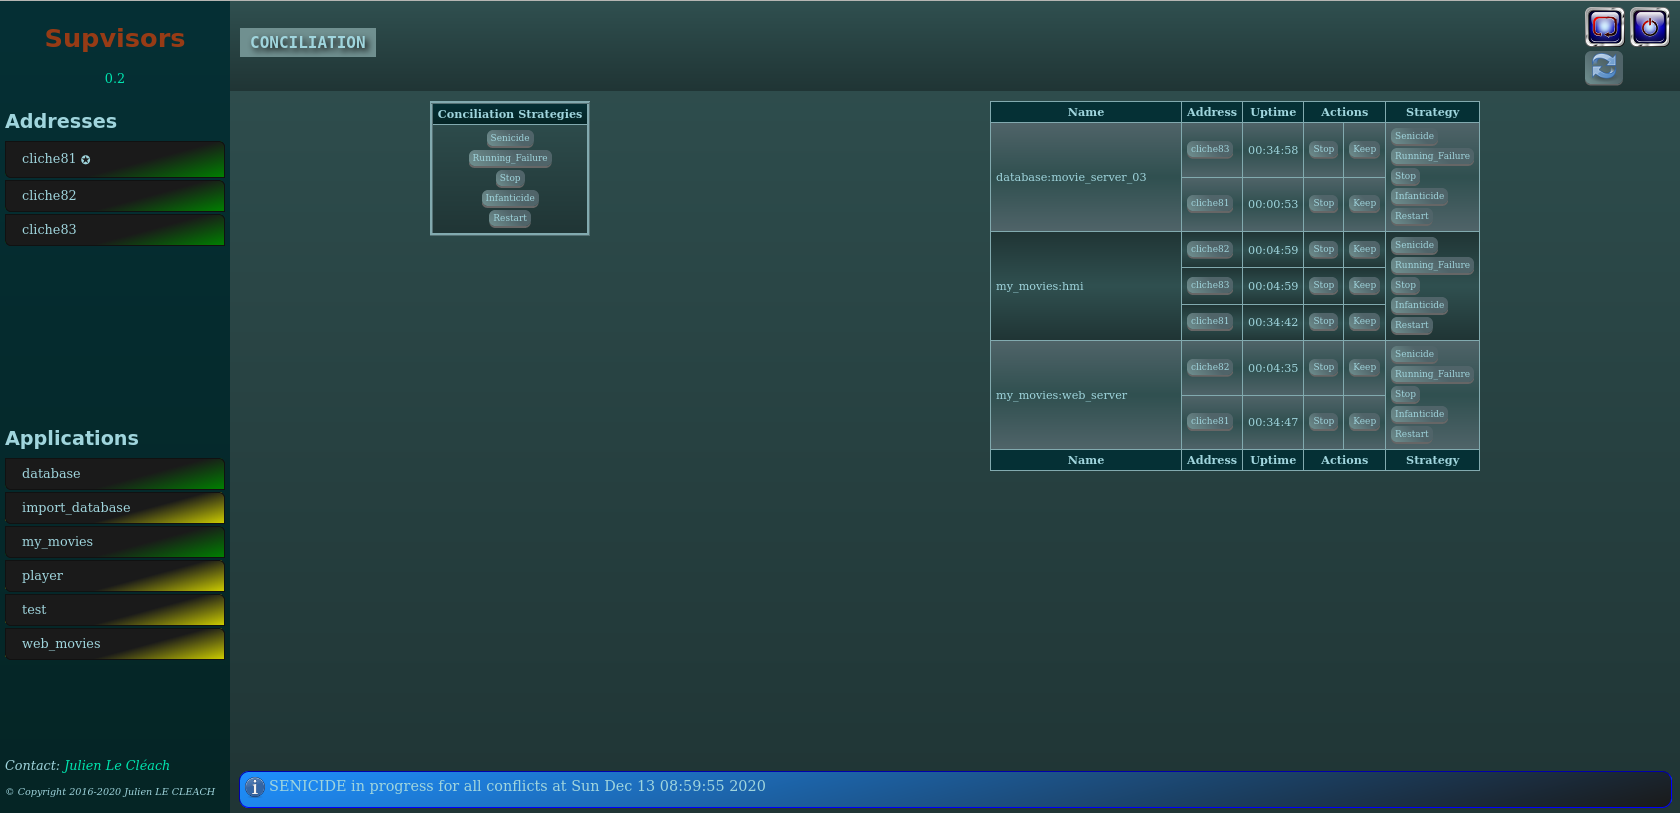 Supvisors
0.2
Addresses
cliche81 ✪
cliche82
cliche83
Applications
database
import_database
my_movies
player
test
web_movies
Contact: Julien Le Cléach
© Copyright 2016-2020 Julien LE CLEACH
CONCILIATION
Conciliation Strategies
Senicide
Running_Failure
Stop
Infanticide
Restart
Name Address Uptime Actions Strategy
database:movie_server_03
cliche83 00:34:58 Stop Keep
cliche81 00:00:53 Stop Keep
Senicide
Running_Failure
Stop
Infanticide
Restart
my_movies:hmi
cliche82 00:04:59 Stop Keep
cliche83 00:04:59 Stop Keep
cliche81 00:34:42 Stop Keep
Senicide
Running_Failure
Stop
Infanticide
Restart
my_movies:web_server
cliche82 00:04:35 Stop Keep
cliche81 00:34:47 Stop Keep
Senicide
Running_Failure
Stop
Infanticide
Restart
Name Address Uptime Actions Strategy
SENICIDE in progress for all conflicts at Sun Dec 13 08:59:55 2020